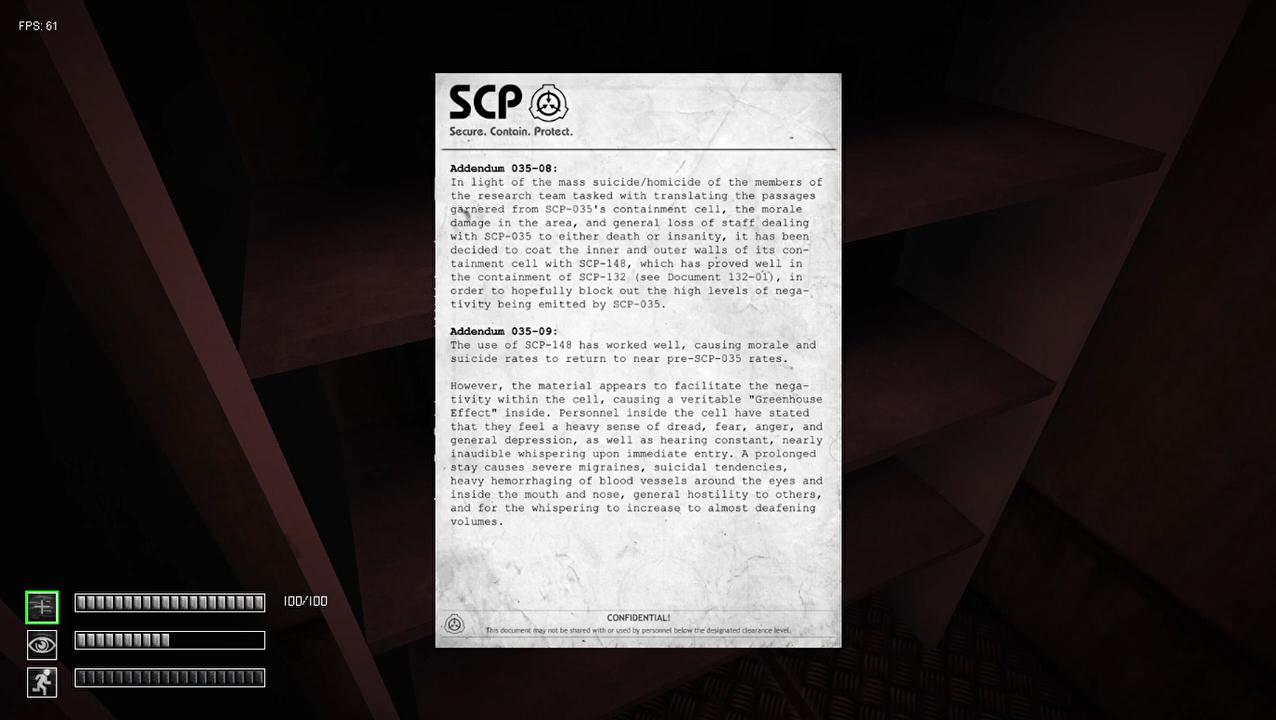 FPS: 61
SCP
Secure. Contain. Protect.
Addendum 035-08:
In light of the mass suicide/homicide of the members of
the research team tasked with translating the passages
garnered from SCP-035's containment cell, the morale
damage in the area, and general loss of staff dealing
with SCP-035 to either death or insanity, it has been
decided to coat the inner and outer walls of its con-
tainment cell with SCP-148, which has proved well in
the containment of SCP-132 (see Document 132-01), in
order to hopefully block out the high levels of nega-
tivity being emitted by SCP-035.
Addendum 035-09:
The use of SCP-148 has worked well, causing morale and
suicide rates to return to near pre-SCP-035 rates.
However, the material appears to facilitate the nega-
tivity within the cell, causing a veritable "Greenhouse
Effect" inside. Personnel inside the cell have stated
that they feel a heavy sense of dread, fear, anger, and
general depression, as well as hearing constant, nearly
inaudible whispering upon immediate entry. A prolonged
stay causes severe migraines, suicidal tendencies,
heavy hemorrhaging of blood vessels around the eyes and
inside the mouth and nose, general hostility to others,
and for the whispering to increase to almost deafening
volumes.
100/100
CONFIDENTIAL!
This document may not be shared with or used by personnel below the designated clearance level.